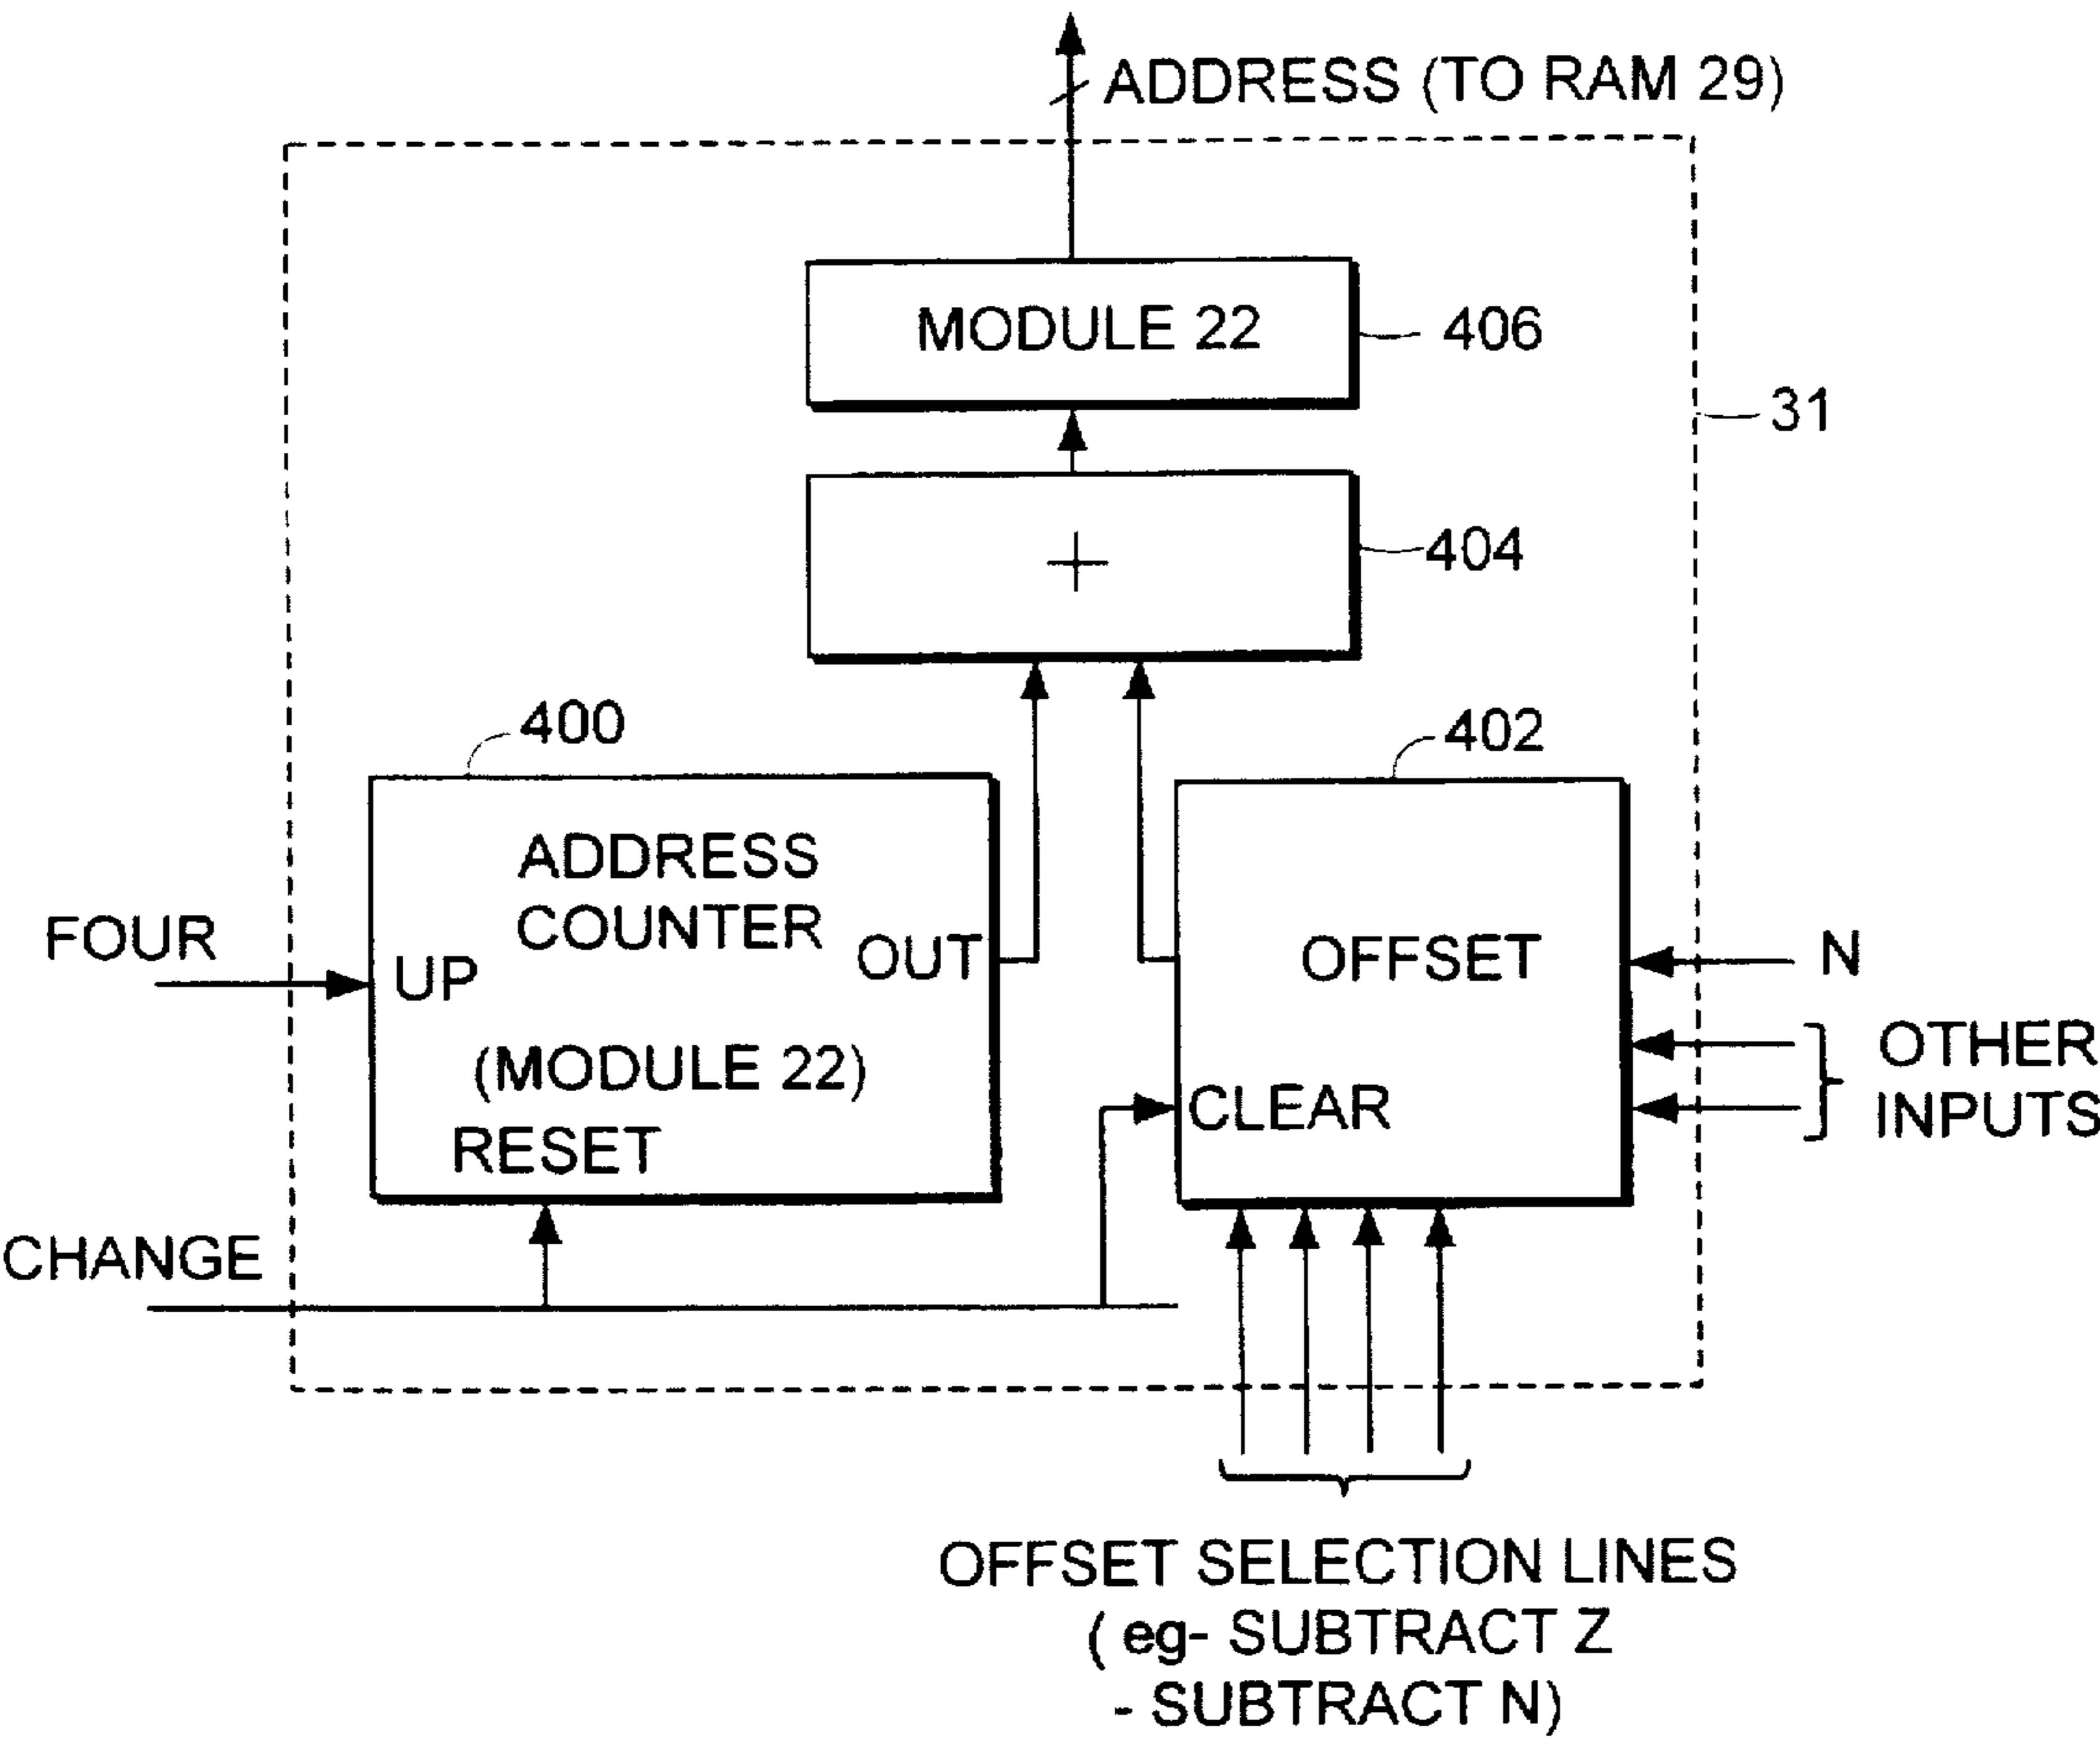 ADDRESS (TO RAM 29)
MODULE 22
406
31
+
404
400
402
ADDRESS
COUNTER
FOUR
UP
OUT
OFFSET
N
(MODULE 22)
OTHER
INPUTS
RESET
CLEAR
CHANGE
OFFSET SELECTION LINES
( eg- SUBTRACT Z
- SUBTRACT N)